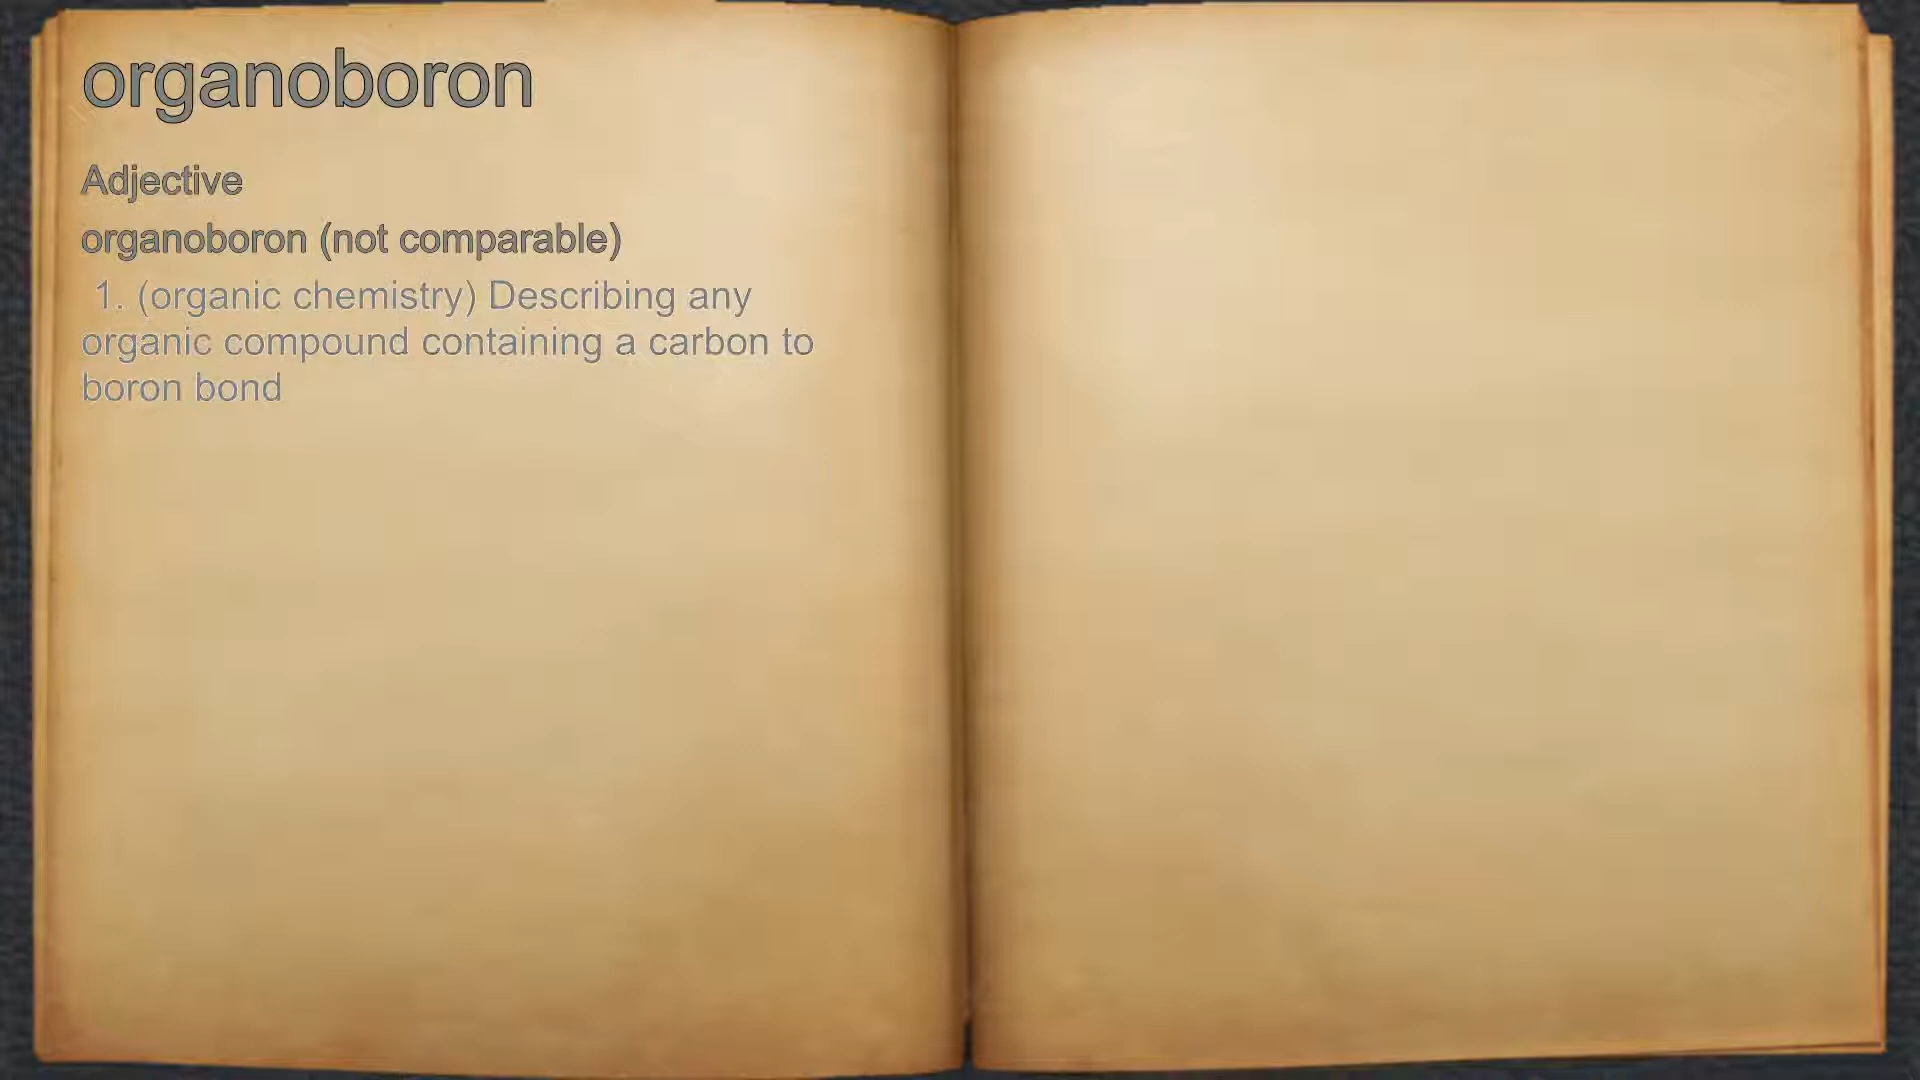 organoboron
Adjective
organoboron (not comparable)
1. (organic chemistry) Describing any
organic compound containing a carbon to
boron bond